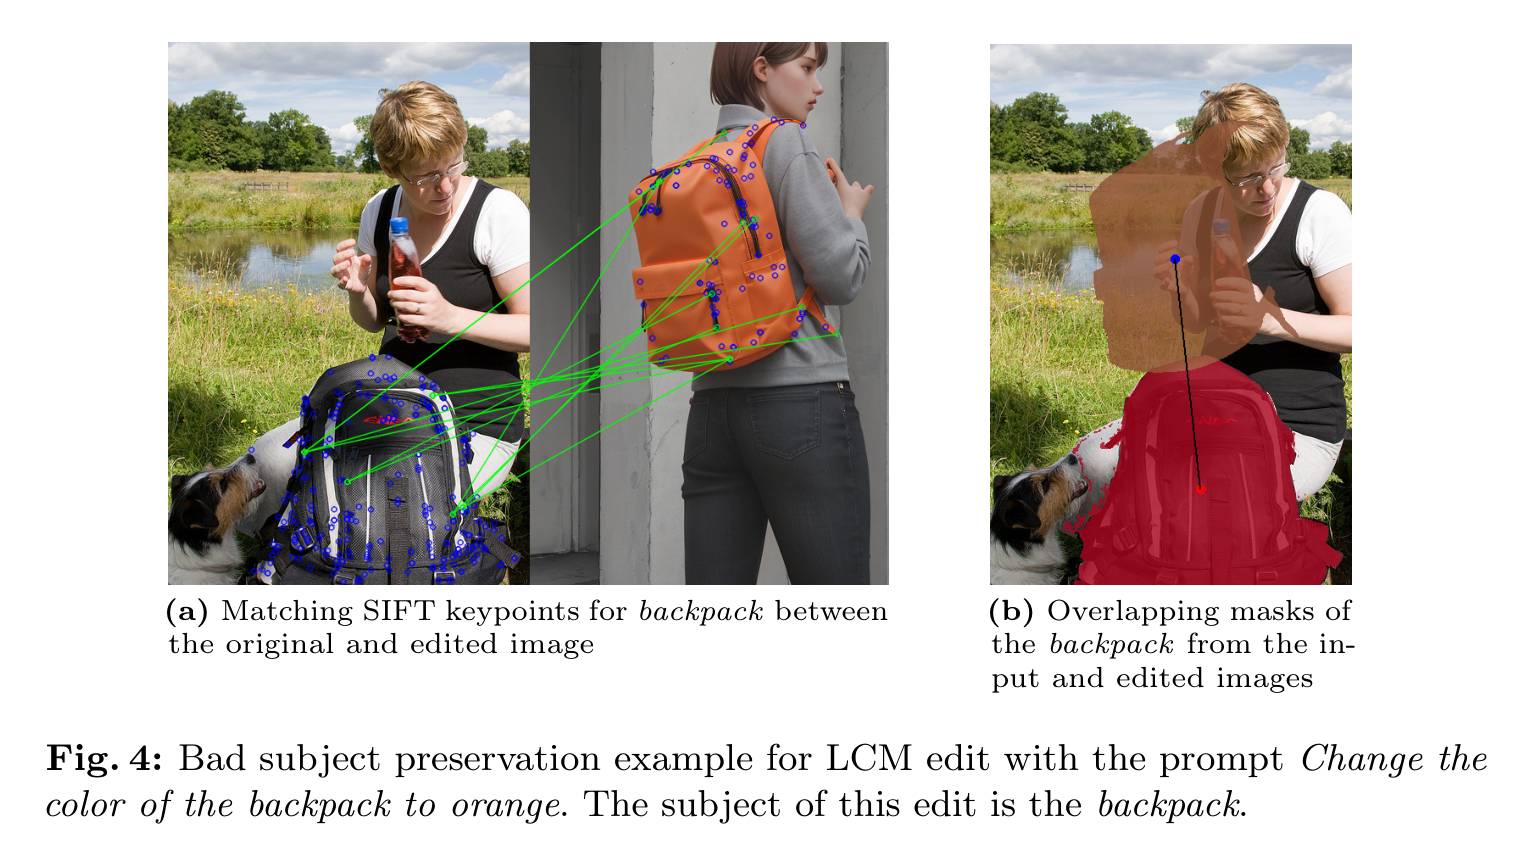 (a) Matching SIFT keypoints for backpack between
the original and edited image
(b) Overlapping masks of
the backpack from the in-
put and edited images
Fig. 4: Bad subject preservation example for LCM edit with the prompt Change the
color of the backpack to orange. The subject of this edit is the backpack.